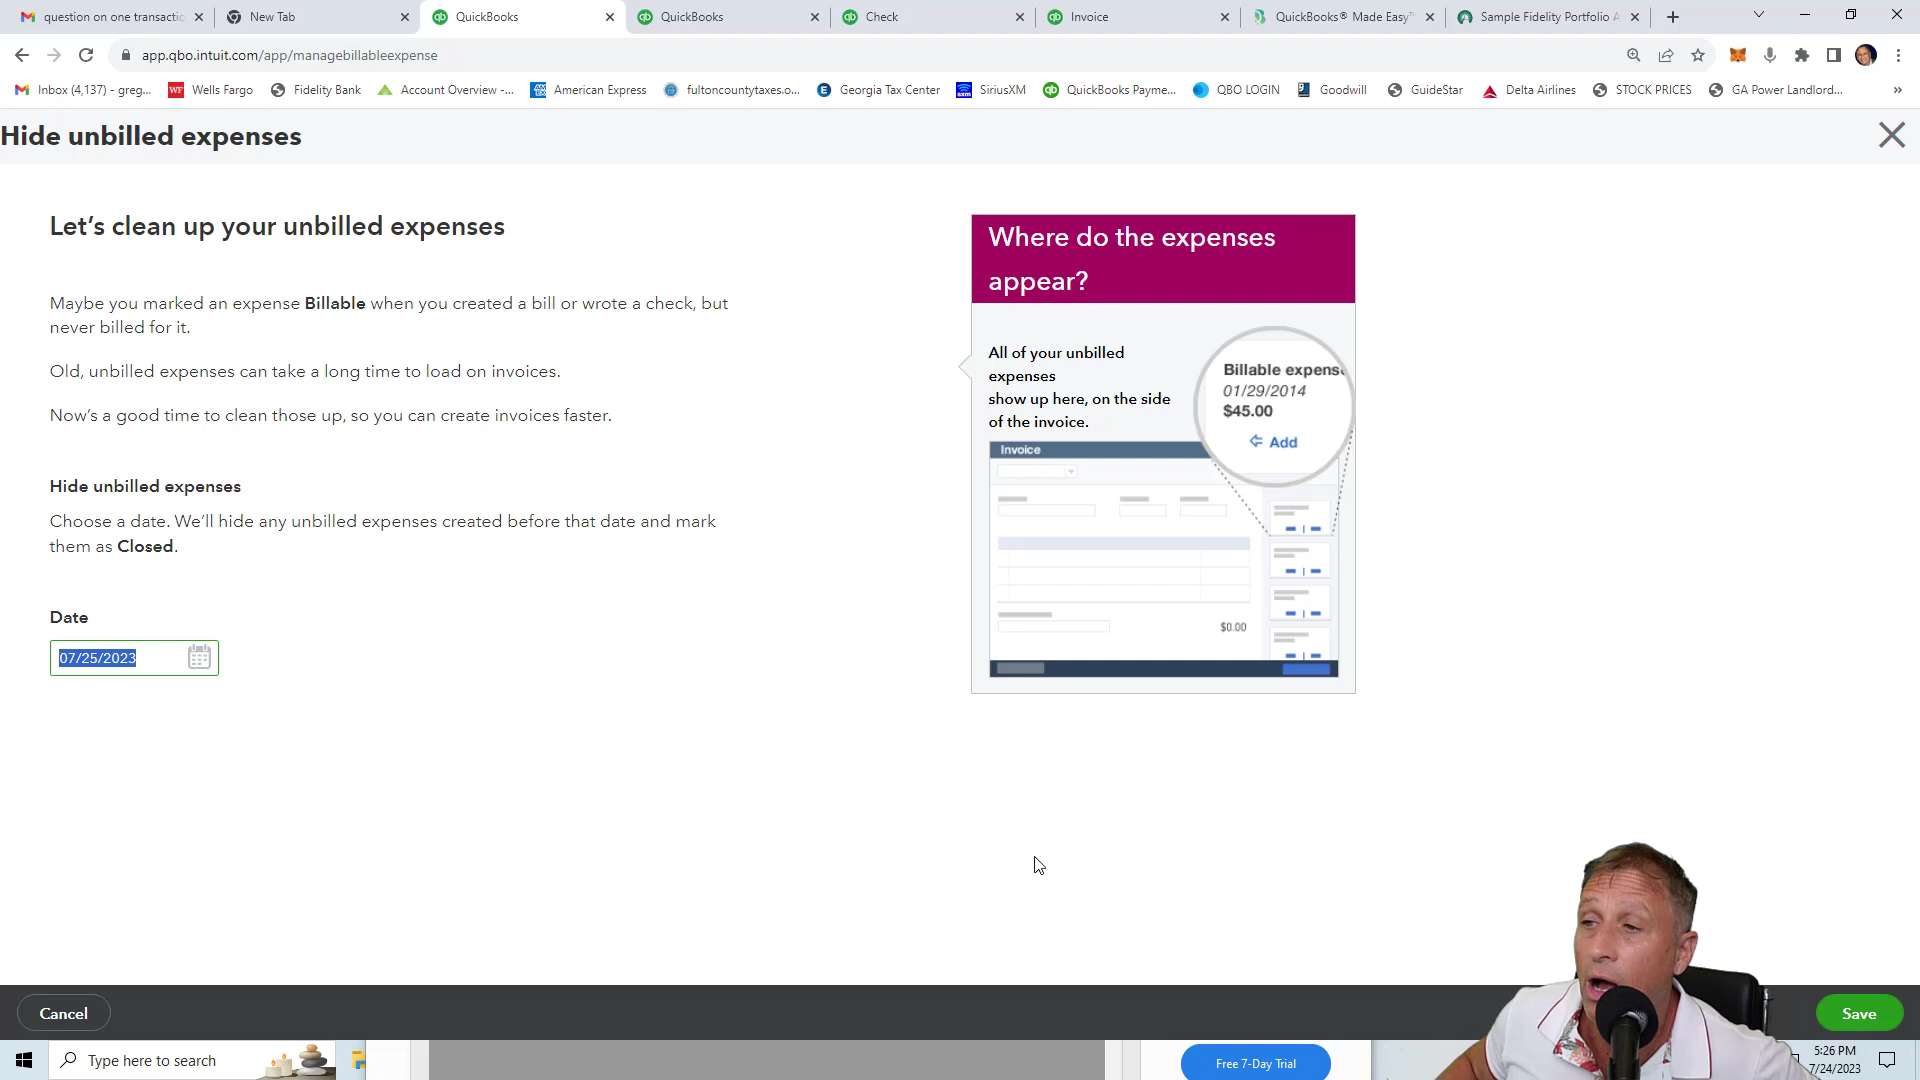 question on one transactio
New Tab
QuickBooks
QuickBooks
Check
Invoice
QuickBooks® Made Easy™
Sample Fidelity Portfolio A
app.qbo.intuit.com/app/managebillableexpense
Inbox (4,137) - greg...
WF
Wells Fargo
Fidelity Bank
Account Overview -...
American Express
fultoncountytaxes.o...
Georgia Tax Center
SiriusXM
QuickBooks Payme...
QBO LOGIN
Goodwill
GuideStar
Delta Airlines
STOCK PRICES
GA Power Landlord...
Hide unbilled expenses
Let's clean up your unbilled expenses
Maybe you marked an expense Billable when you created a bill or wrote a check, but
never billed for it.
Old, unbilled expenses can take a long time to load on invoices.
Now's a good time to clean those up, so you can create invoices faster.
Hide unbilled expenses
Choose a date. We'll hide any unbilled expenses created before that date and mark
them as Closed.
Date
07/25/2023
Where do the expenses
appear?
All of your unbilled
expenses
show up here, on the side
of the invoice.
Billable expens
01/29/2014
$45.00
Add
Invoice
$0.00
Cancel
Save
Type here to search
Free 7-Day Trial
5:26 PM
7/24/2023